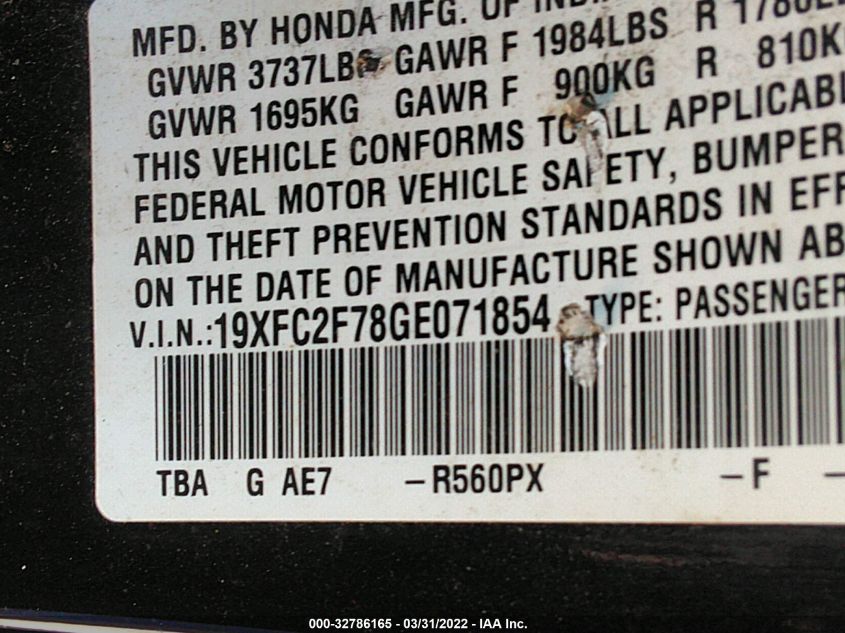 MFD. BY HONDA MFG. OF
GVWR 3737LBS GAWR F 1984LBS R
GVWR 1695KG GAWR F 900KG R 810KG
THIS VEHICLE CONFORMS TO ALL
FEDERAL MOTOR VEHICLE SAFETY, BUMPER
AND THEFT PREVENTION STANDARDS IN
ON THE DATE OF MANUFACTURE SHOWN
V.I.N.:19XFC2F78GE071854 TYPE: PASSENGER
TBA G AE7 -R560PX -F -
000-32786165 - 03/31/2022 - IAA Inc.